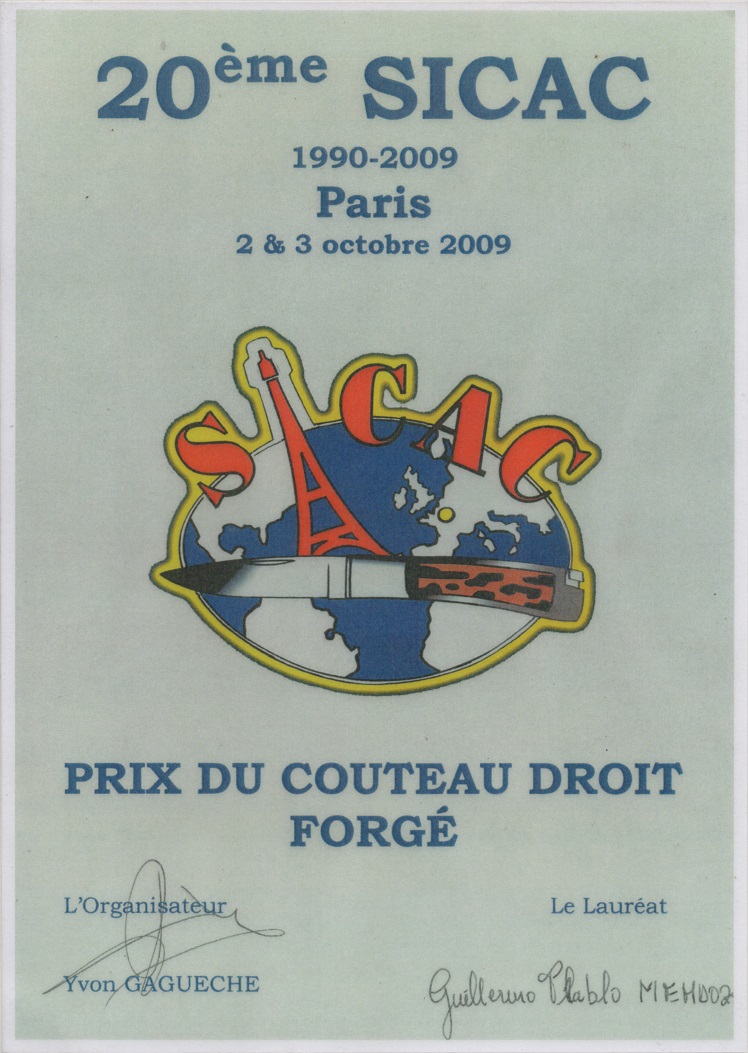 20ème SICAC
1990-2009
Paris
2 & 3 octobre 2009
SICAC
PRIX DU COUTEAU DROIT
FORGÉ
L'Organisateur
Le Lauréat
Yvon GAGUECHE
Guillermo Pablo MENDOZ